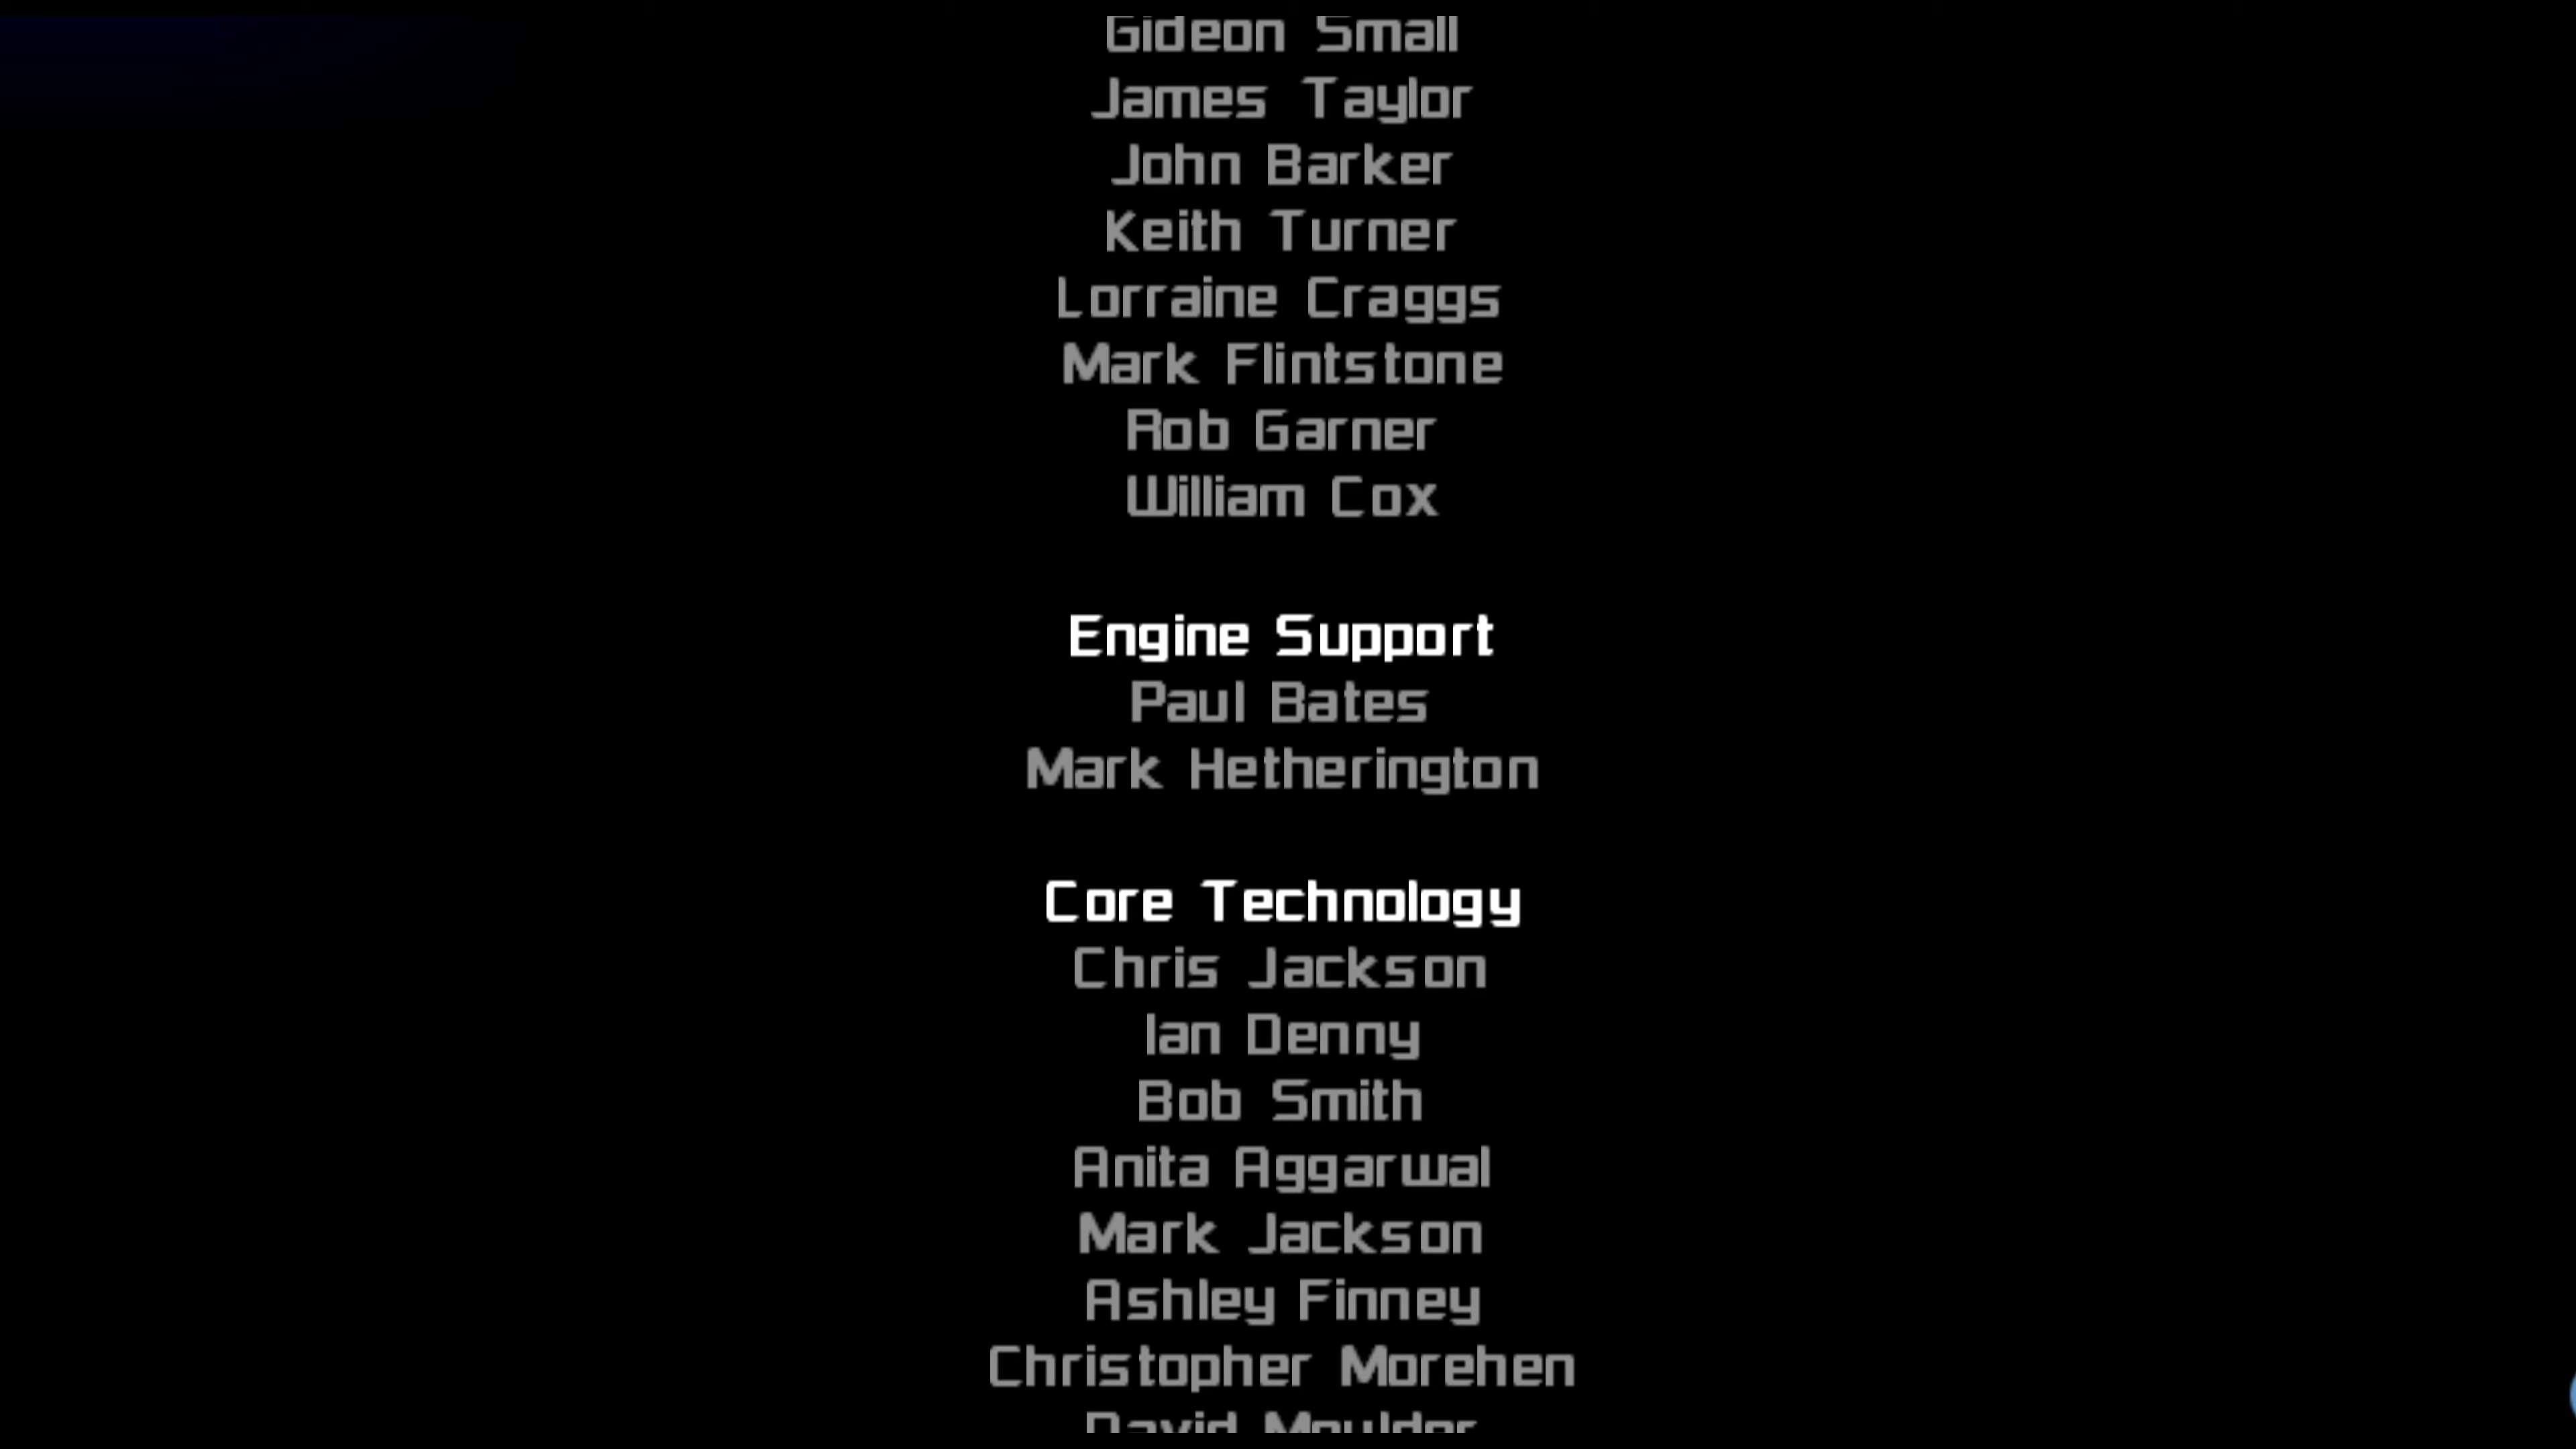 Gideon Small
James Taylor
John Barker
Keith Turner
Lorraine Craggs
Mark Flintstone
Rob Garner
William Cox
Engine Support
Paul Bates
Mark Hetherington
Core Technology
Chris Jackson
Ian Denny
Bob Smith
Anita Aggarwal
Mark Jackson
Ashley Finney
Christopher Morehen
David